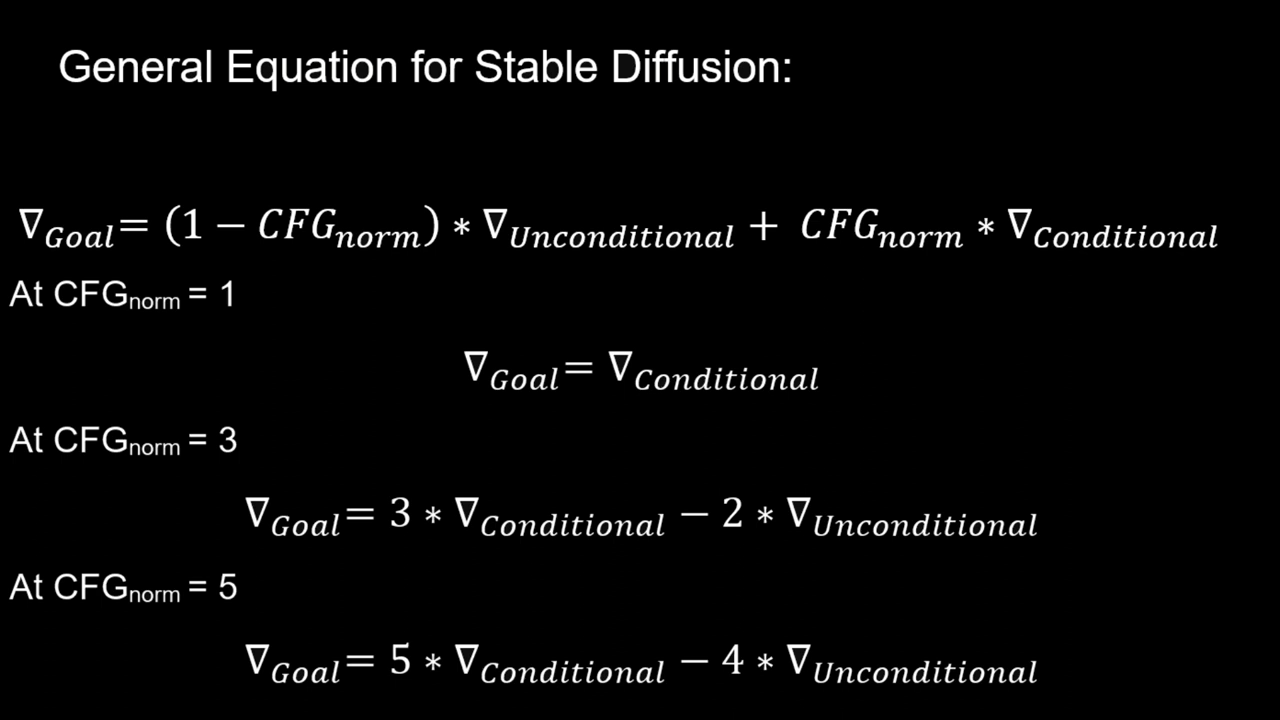 General Equation for Stable Diffusion:
∇Goal= (1 − CFGnorm) * ∇Unconditional + CFGnorm * ∇Conditional
At CFGnorm = 1
∇Goal= ∇Conditional
At CFGnorm = 3
∇Goal= 3 * ∇Conditional − 2 * ∇Unconditional
At CFGnorm = 5
∇Goal= 5 * ∇Conditional − 4 * ∇Unconditional